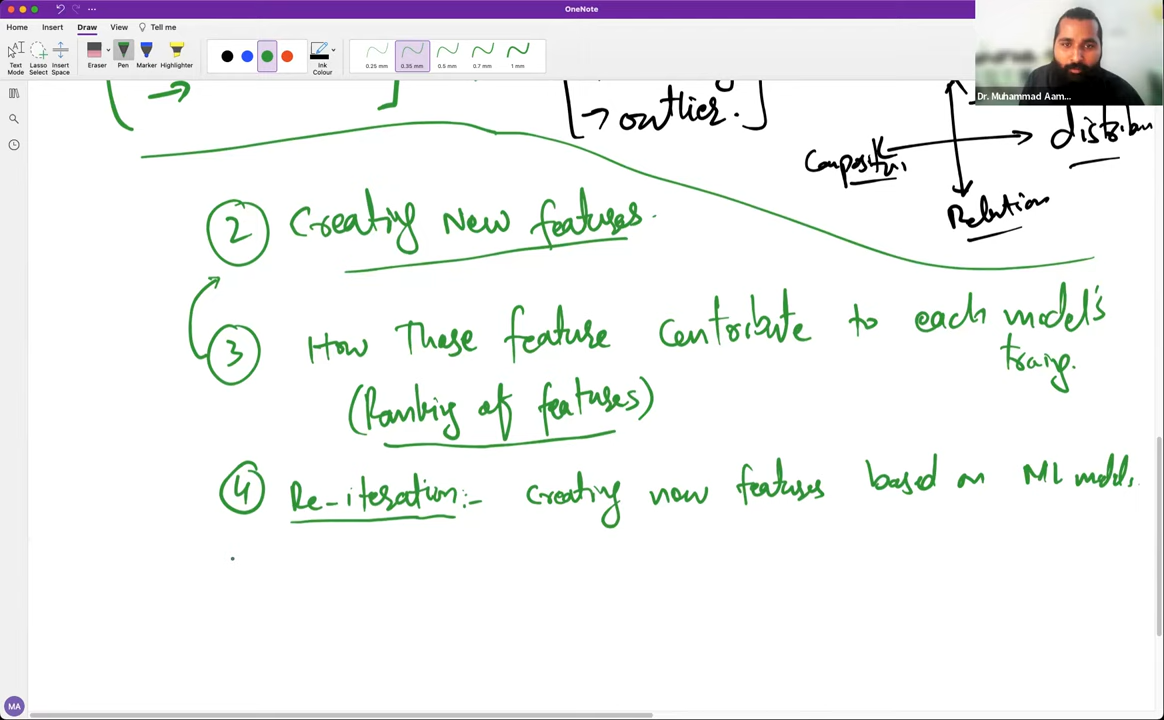 OneNote
Home Insert Draw View Tell me
Text Mode
Lasso Select
Insert Space
Eraser
Pen
Marker
Highlighter
Ink Colour
0.25 mm 0.35 mm 0.5 mm 0.7 mm 1 mm
Dr. Muhammad Aam...
→ outlier.
distribu
Relation
2 Creating New features.
3 How These feature Contribute to each model's
training.
(Ranking of features)
4 Re-iteration:- Creating new features based on ML models
MA